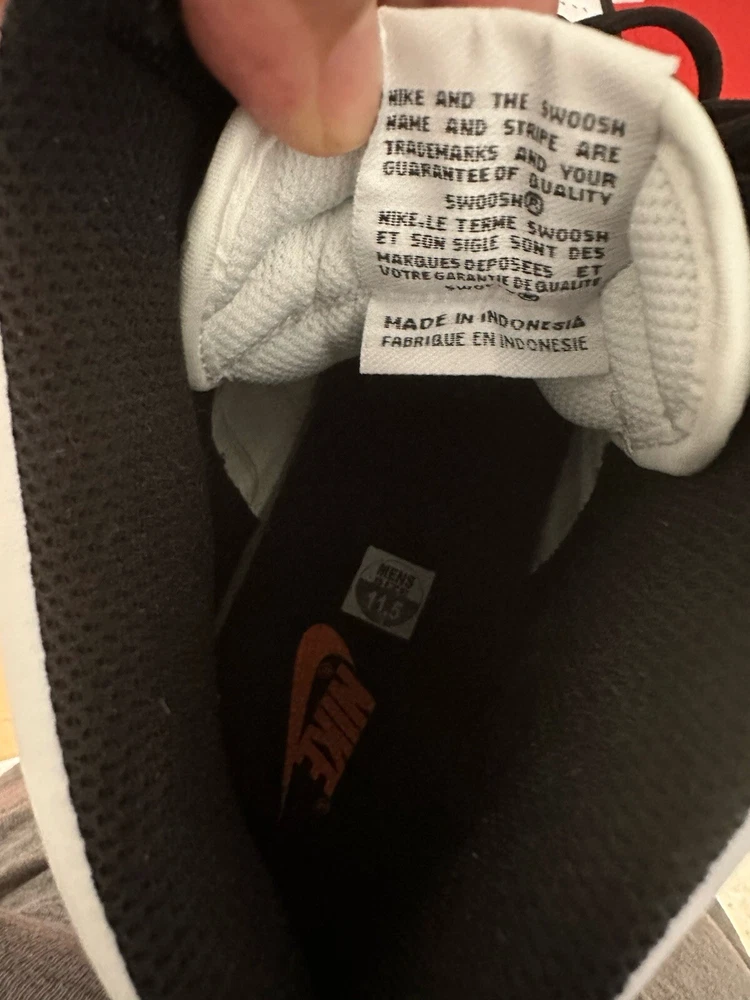 NIKE AND THE SWOOSH
NAME AND STRIPE ARE
TRADEMARKS AND YOUR
GUARANTEE OF QUALITY
SWOOSH®
NIKE, LE TERME SWOOSH
ET SON SIGLE SONT DES
MARQUES DEPOSEES ET
VOTRE GARANTIE DE QUALITE
MADE IN INDONESIA
FABRIQUE EN INDONESIE
MENS
SIZE
11.5
NIKE®